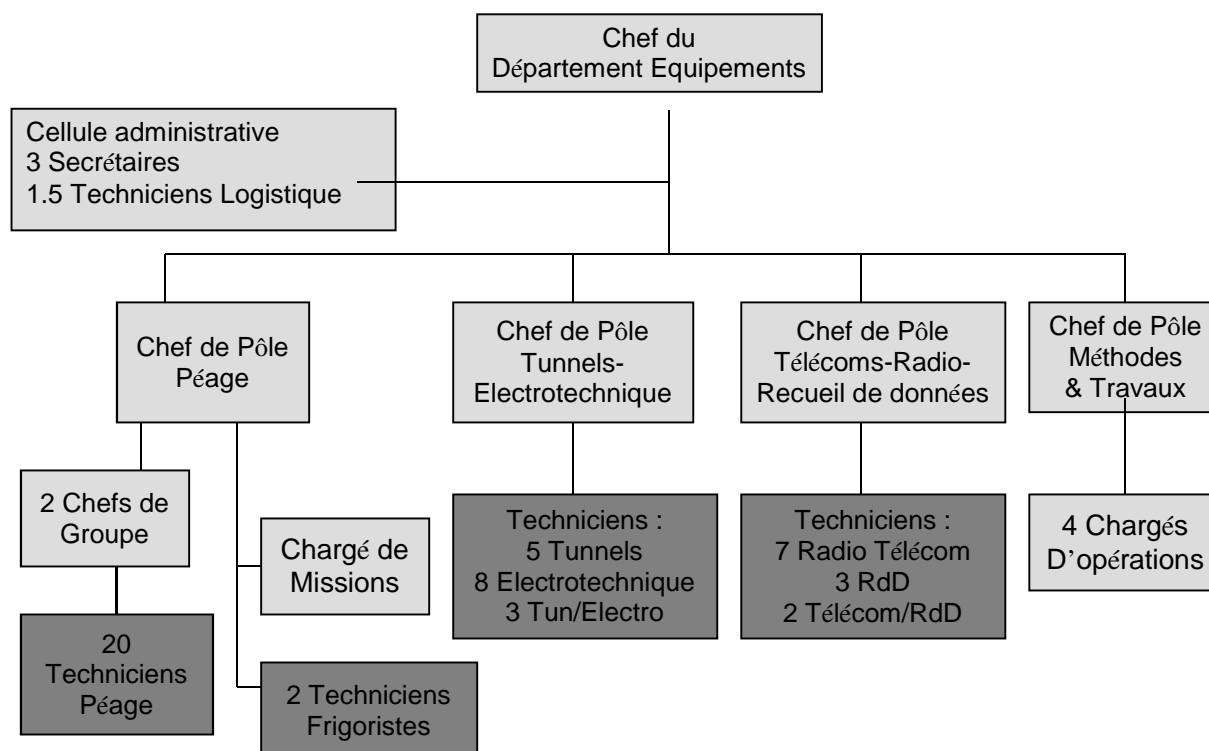 Chef du
Département Equipements
Cellule administrative
3 Secrétaires
1.5 Techniciens Logistique
Chef de Pôle
Péage
Chef de Pôle
Tunnels-
Electrotechnique
Chef de Pôle
Télécoms-Radio-
Recueil de données
Chef de Pôle
Méthodes
& Travaux
2 Chefs de
Groupe
Chargé de
Missions
Techniciens :
5 Tunnels
8 Electrotechnique
3 Tun/Electro
Techniciens :
7 Radio Télécom
3 RdD
2 Télécom/RdD
4 Chargés
D’opérations
20
Techniciens
Péage
2 Techniciens
Frigoristes